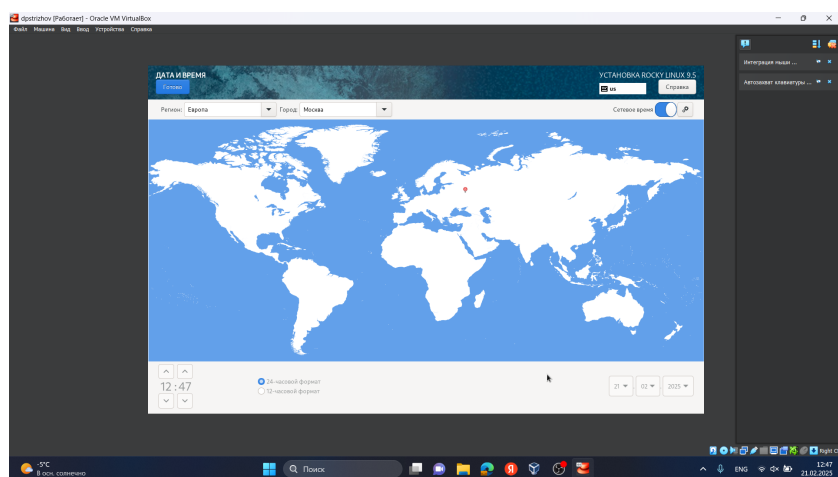 dpstrizhov [Работает] - Oracle VM VirtualBox
Файл Машина Вид Ввод Устройства Справка
ДАТА И ВРЕМЯ
Готово
УСТАНОВКА ROCKY LINUX 9.5
us
Справка
Регион: Европа
Город: Москва
Сетевое время
12:47
24-часовой формат
12-часовой формат
21
02
2025
Интеграция мыши ...
Автозахват клавиатуры ...
Right C
-5°C
В осн. солнечно
Поиск
ENG
12:47
21.02.2025